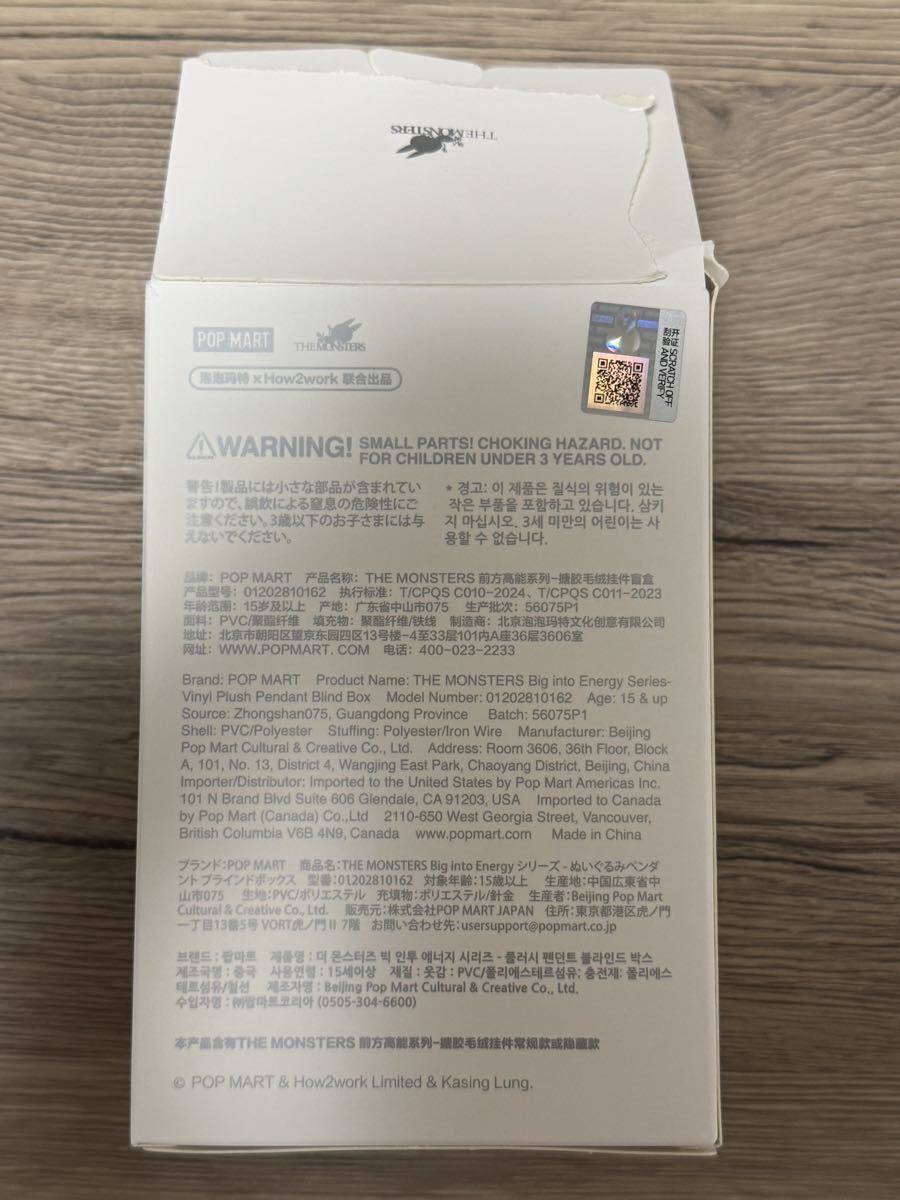 THE MONSTERS
POP MART
THE MONSTERS
泡泡玛特 × How2work 联合出品
刮开
验证
SCRATCH OFF
AND VERIFY
WARNING!
SMALL PARTS! CHOKING HAZARD. NOT
FOR CHILDREN UNDER 3 YEARS OLD.
警告!製品には小さな部品が含まれてい
ますので、誤飲による窒息の危険性にご
注意ください。3歳以下のお子さまには与
えないでください。
* 경고: 이 제품은 질식의 위험이 있는
작은 부품을 포함하고 있습니다. 삼키
지 마십시오. 3세 미만의 어린이는 사
용할 수 없습니다.
品牌: POP MART 产品名称: THE MONSTERS 前方高能系列-搪胶毛绒挂件盲盒
产品型号: 01202810162 执行标准: T/CPQS C010-2024、T/CPQS C011-2023
年龄范围: 15岁及以上 产地: 广东省中山市075 生产批次: 56075P1
面料: PVC/聚酯纤维 填充物: 聚酯纤维/铁线 制造商: 北京泡泡玛特文化创意有限公司
地址: 北京市朝阳区望京东园四区13号楼-4至33层101内A座36层3606室
网址: WWW.POPMART. COM 电话: 400-023-2233
Brand: POP MART Product Name: THE MONSTERS Big into Energy Series-
Vinyl Plush Pendant Blind Box Model Number: 01202810162 Age: 15 & up
Source: Zhongshan075, Guangdong Province Batch: 56075P1
Shell: PVC/Polyester Stuffing: Polyester/Iron Wire Manufacturer: Beijing
Pop Mart Cultural & Creative Co., Ltd. Address: Room 3606, 36th Floor, Block
A, 101, No. 13, District 4, Wangjing East Park, Chaoyang District, Beijing, China
Importer/Distributor: Imported to the United States by Pop Mart Americas Inc.
101 N Brand Blvd Suite 606 Glendale, CA 91203, USA Imported to Canada
by Pop Mart (Canada) Co.,Ltd 2110-650 West Georgia Street, Vancouver,
British Columbia V6B 4N9, Canada www.popmart.com Made in China
ブランド:POP MART 商品名:THE MONSTERS Big into Energy シリーズ - ぬいぐるみペンダ
ント ブラインドボックス 型番:01202810162 対象年齢:15歳以上 生産地:中国広東省中
山市075 生地:PVC/ポリエステル 充填物:ポリエステル/針金 生産者:Beijing Pop Mart
Cultural & Creative Co., Ltd. 販売元:株式会社POP MART JAPAN 住所:東京都港区虎ノ門
一丁目13番5号 VORT虎ノ門 II 7階 お問い合わせ先:usersupport@popmart.co.jp
브랜드 : 팝마트 제품명 : 더 몬스터즈 빅 인투 에너지 시리즈 - 플러시 펜던트 블라인드 박스
제조국명 : 중국 사용연령 : 15세이상 재질 : 옷감 : PVC/폴리에스테르섬유; 충전재: 폴리에스
테르섬유/철선 제조자명 : Beijing Pop Mart Cultural & Creative Co., Ltd.
수입자명 : ㈜팝마트코리아 (0505-304-6600)
本产品含有THE MONSTERS 前方高能系列-搪胶毛绒挂件常规款或隐藏款
© POP MART & How2work Limited & Kasing Lung.